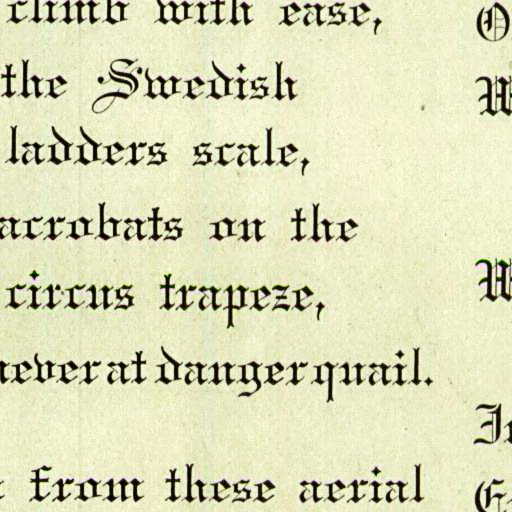 climb with ease,
the Swedish
ladders scale,
acrobats on the
circus trapeze,
never at danger quail.
from these aerial